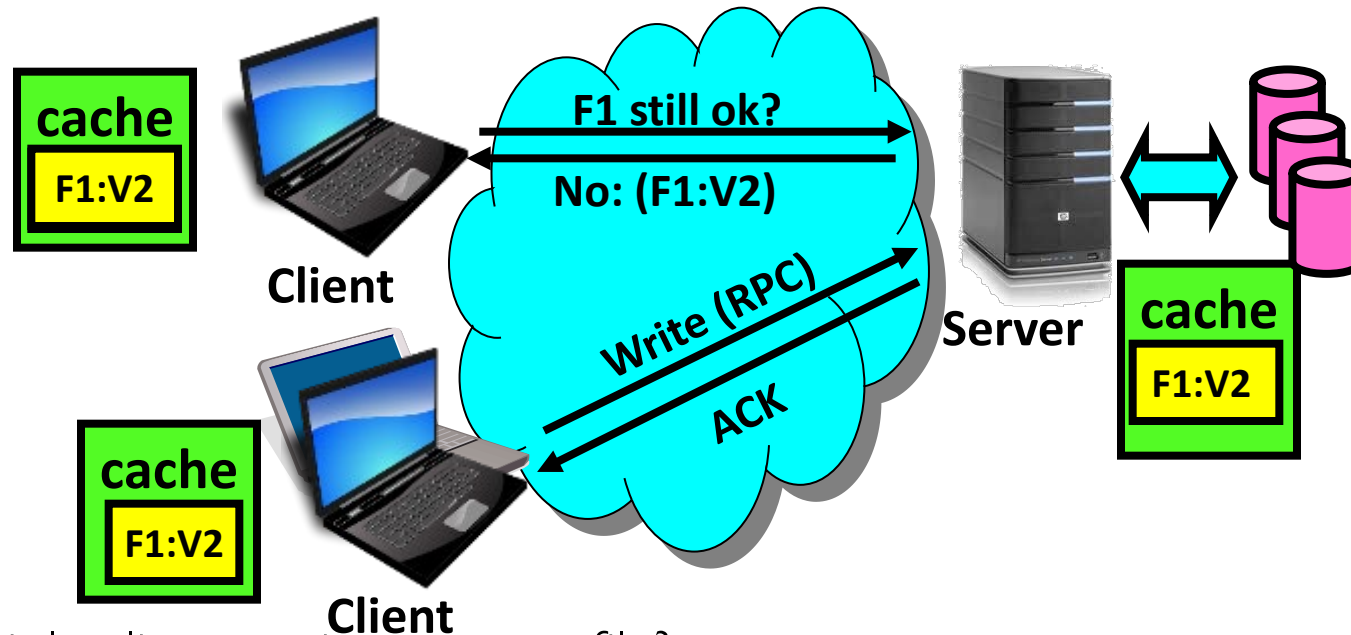 cache
F1:V2
Client
F1 still ok?
No: (F1:V2)
Write (RPC)
ACK
Server
cache
F1:V2
cache
F1:V2
Client